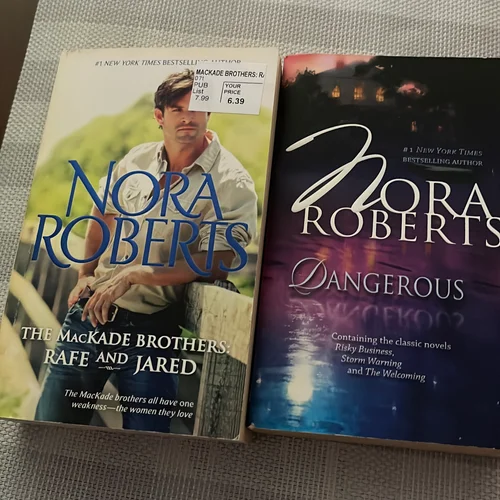 #1 NEW YORK TIMES BESTSELLING AUTHOR
MACKADE BROTHERS: RA
071
PUB
List
7.99
YOUR
PRICE
6.39
NORA
ROBERTS
THE MACKADE BROTHERS:
RAFE AND JARED
The MacKade brothers all have one
weakness—the women they love
#1 NEW YORK TIMES
BESTSELLING AUTHOR
NORA
ROBERTS
DANGEROUS
Containing the classic novels
Risky Business,
Storm Warning
and The Welcoming